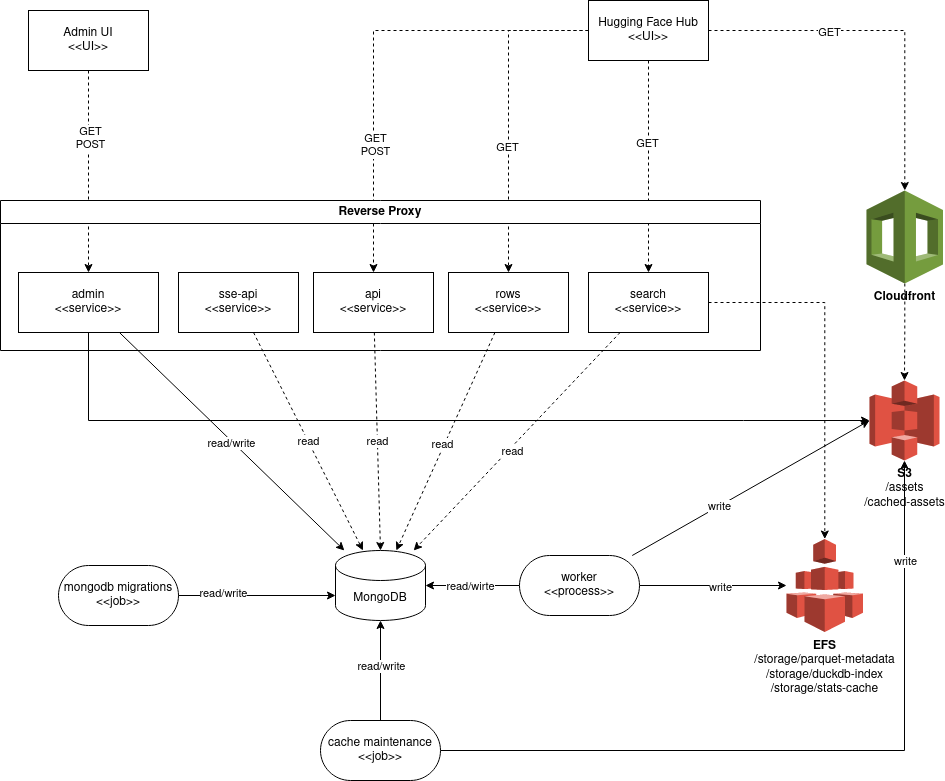 Admin UI
<<UI>>
Hugging Face Hub
<<UI>>
GET
GET
POST
GET
POST
GET
GET
Reverse Proxy
admin
<<service>>
sse-api
<<service>>
api
<<service>>
rows
<<service>>
search
<<service>>
Cloudfront
read/write
read
read
read
read
S3
/assets
/cached-assets
write
write
mongodb migrations
<<job>>
read/write
MongoDB
read/wirte
worker
<<process>>
write
EFS
/storage/parquet-metadata
/storage/duckdb-index
/storage/stats-cache
read/write
cache maintenance
<<job>>